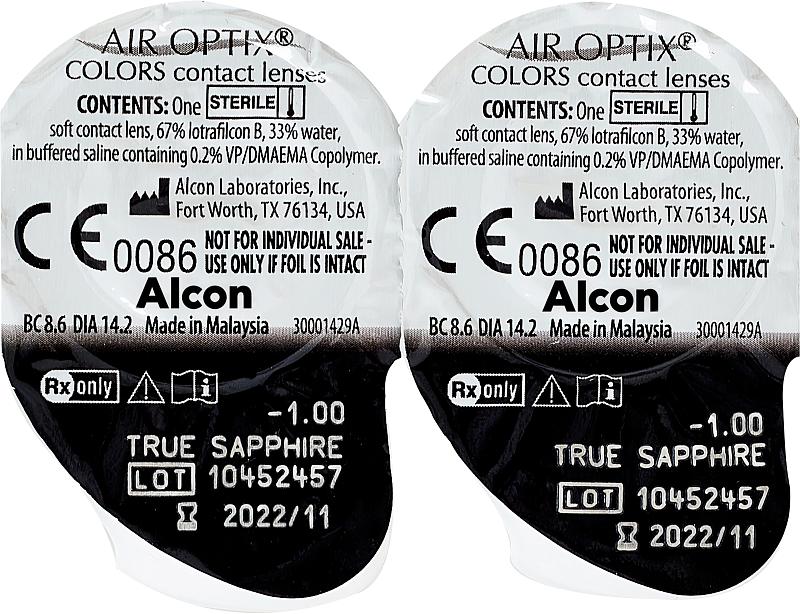 AIR OPTIX®
COLORS contact lenses
CONTENTS: One STERILE
soft contact lens, 67% lotrafilcon B, 33% water,
in buffered saline containing 0.2% VP/DMAEMA Copolymer.
Alcon Laboratories, Inc.,
Fort Worth, TX 76134, USA
CE 0086 NOT FOR INDIVIDUAL SALE -
USE ONLY IF FOIL IS INTACT
Alcon
BC 8.6 DIA 14.2 Made in Malaysia 30001429A
Rx only
-1.00
TRUE SAPPHIRE
LOT 10452457
2022/11
AIR OPTIX®
COLORS contact lenses
CONTENTS: One STERILE
soft contact lens, 67% lotrafilcon B, 33% water,
in buffered saline containing 0.2% VP/DMAEMA Copolymer.
Alcon Laboratories, Inc.,
Fort Worth, TX 76134, USA
CE 0086 NOT FOR INDIVIDUAL SALE -
USE ONLY IF FOIL IS INTACT
Alcon
BC 8.6 DIA 14.2 Made in Malaysia 30001429A
Rx only
-1.00
TRUE SAPPHIRE
LOT 10452457
2022/11